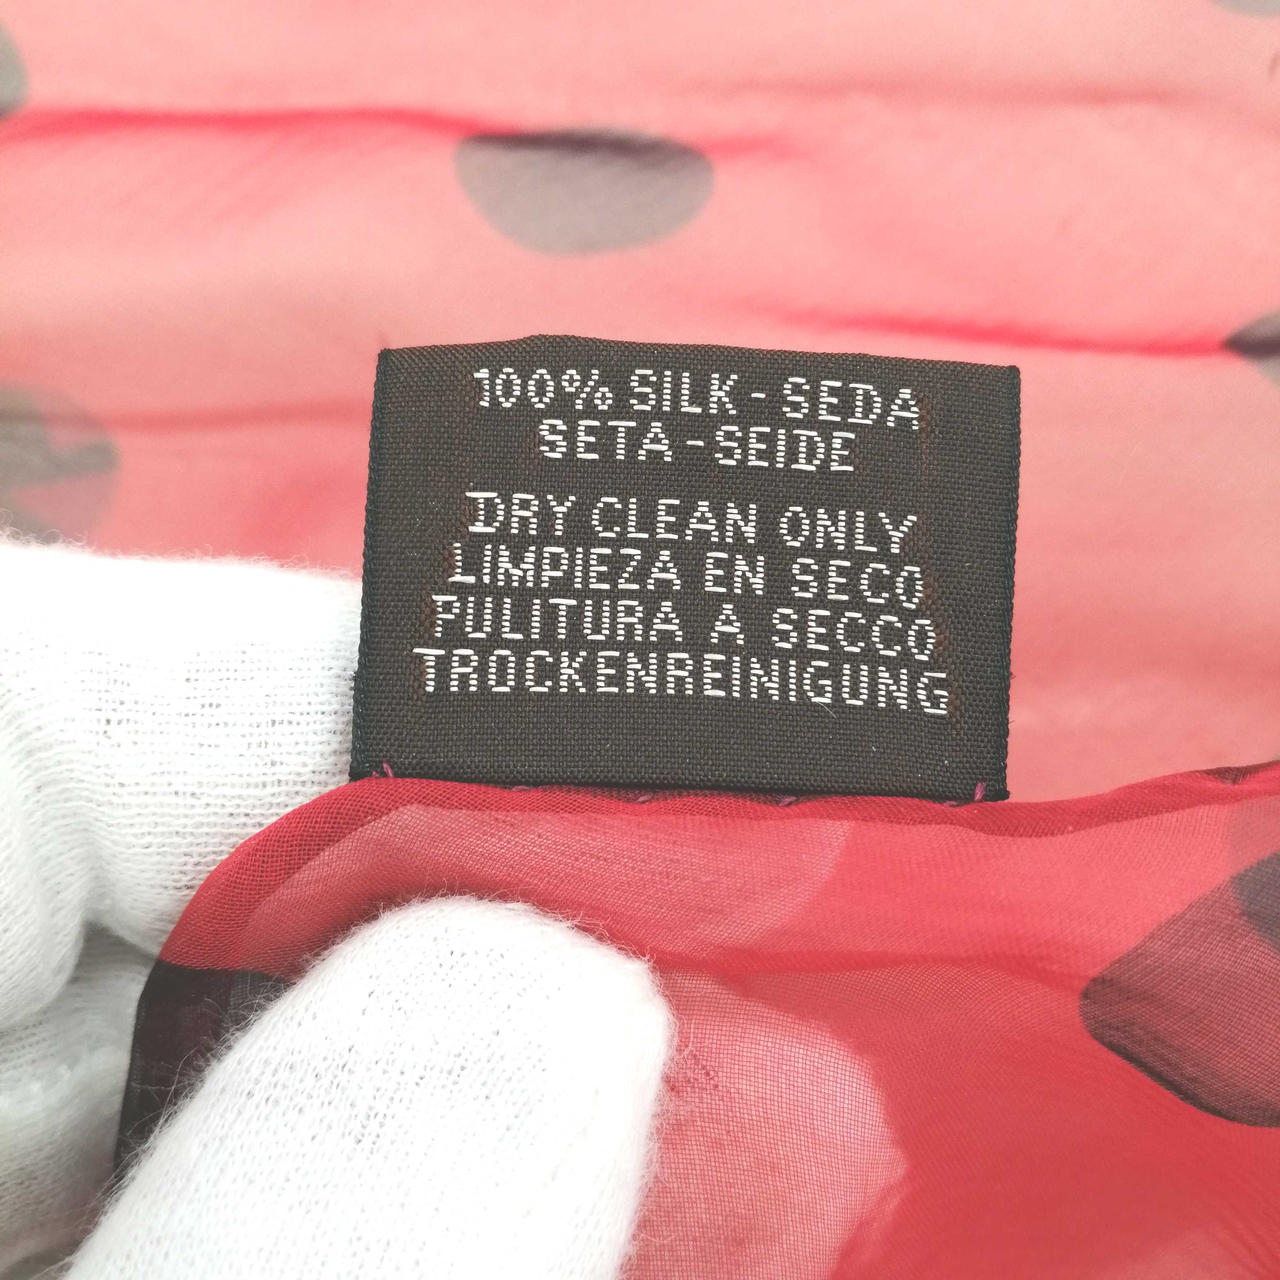 100% SILK - SEDA
SETA - SEIDE
DRY CLEAN ONLY
LIMPIEZA EN SECO
PULITURA A SECCO
TROCKENREINIGUNG